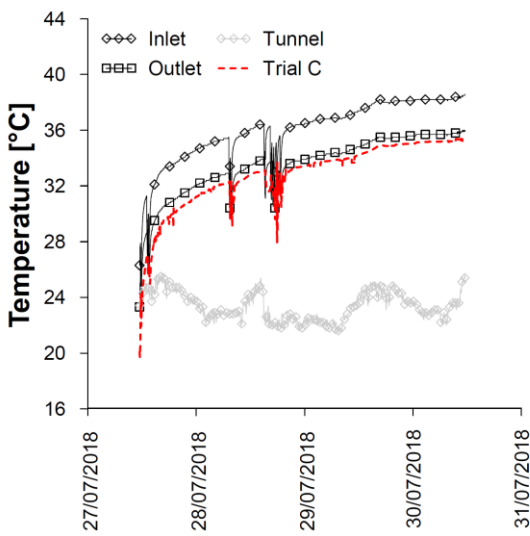 44
40
36
32
28
24
20
16
Temperature [°C]
Inlet
Tunnel
Outlet
Trial C
27/07/2018
28/07/2018
29/07/2018
30/07/2018
31/07/2018